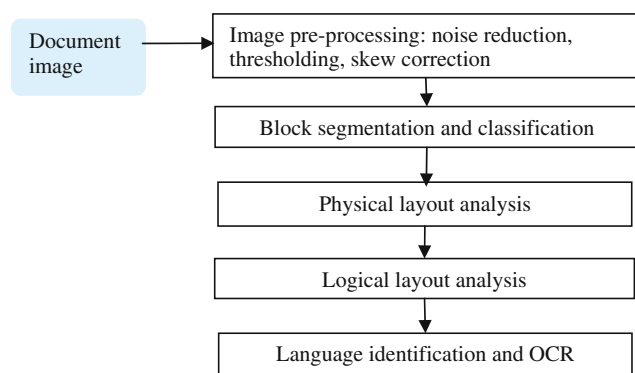 Document
image
Image pre-processing: noise reduction,
thresholding, skew correction
Block segmentation and classification
Physical layout analysis
Logical layout analysis
Language identification and OCR